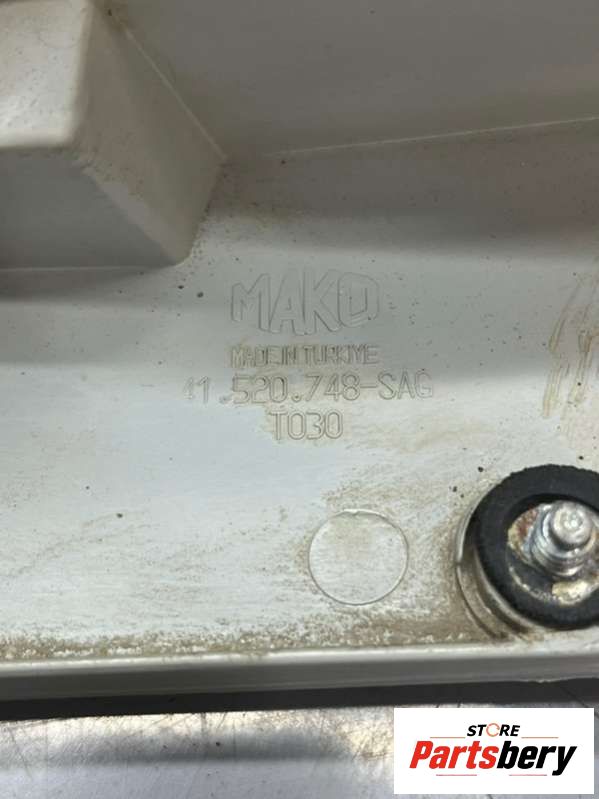 MAKO
MADE IN TURKIYE
41.520.748-SAG
T030
STORE
Partsbery